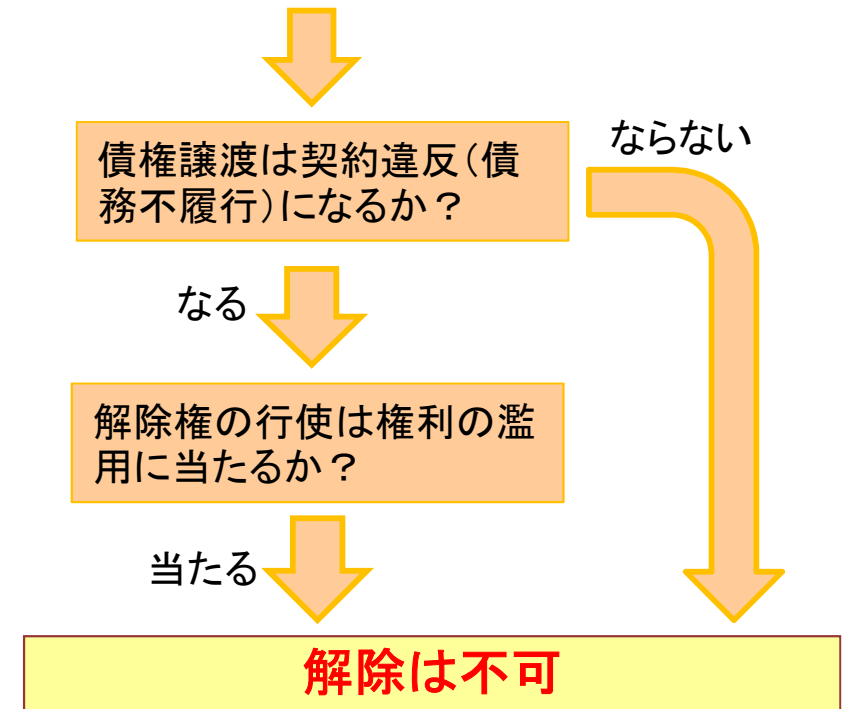 債権譲渡は契約違反（債
務不履行）になるか？
ならない
なる
解除権の行使は権利の濫
用に当たるか？
当たる
解除は不可